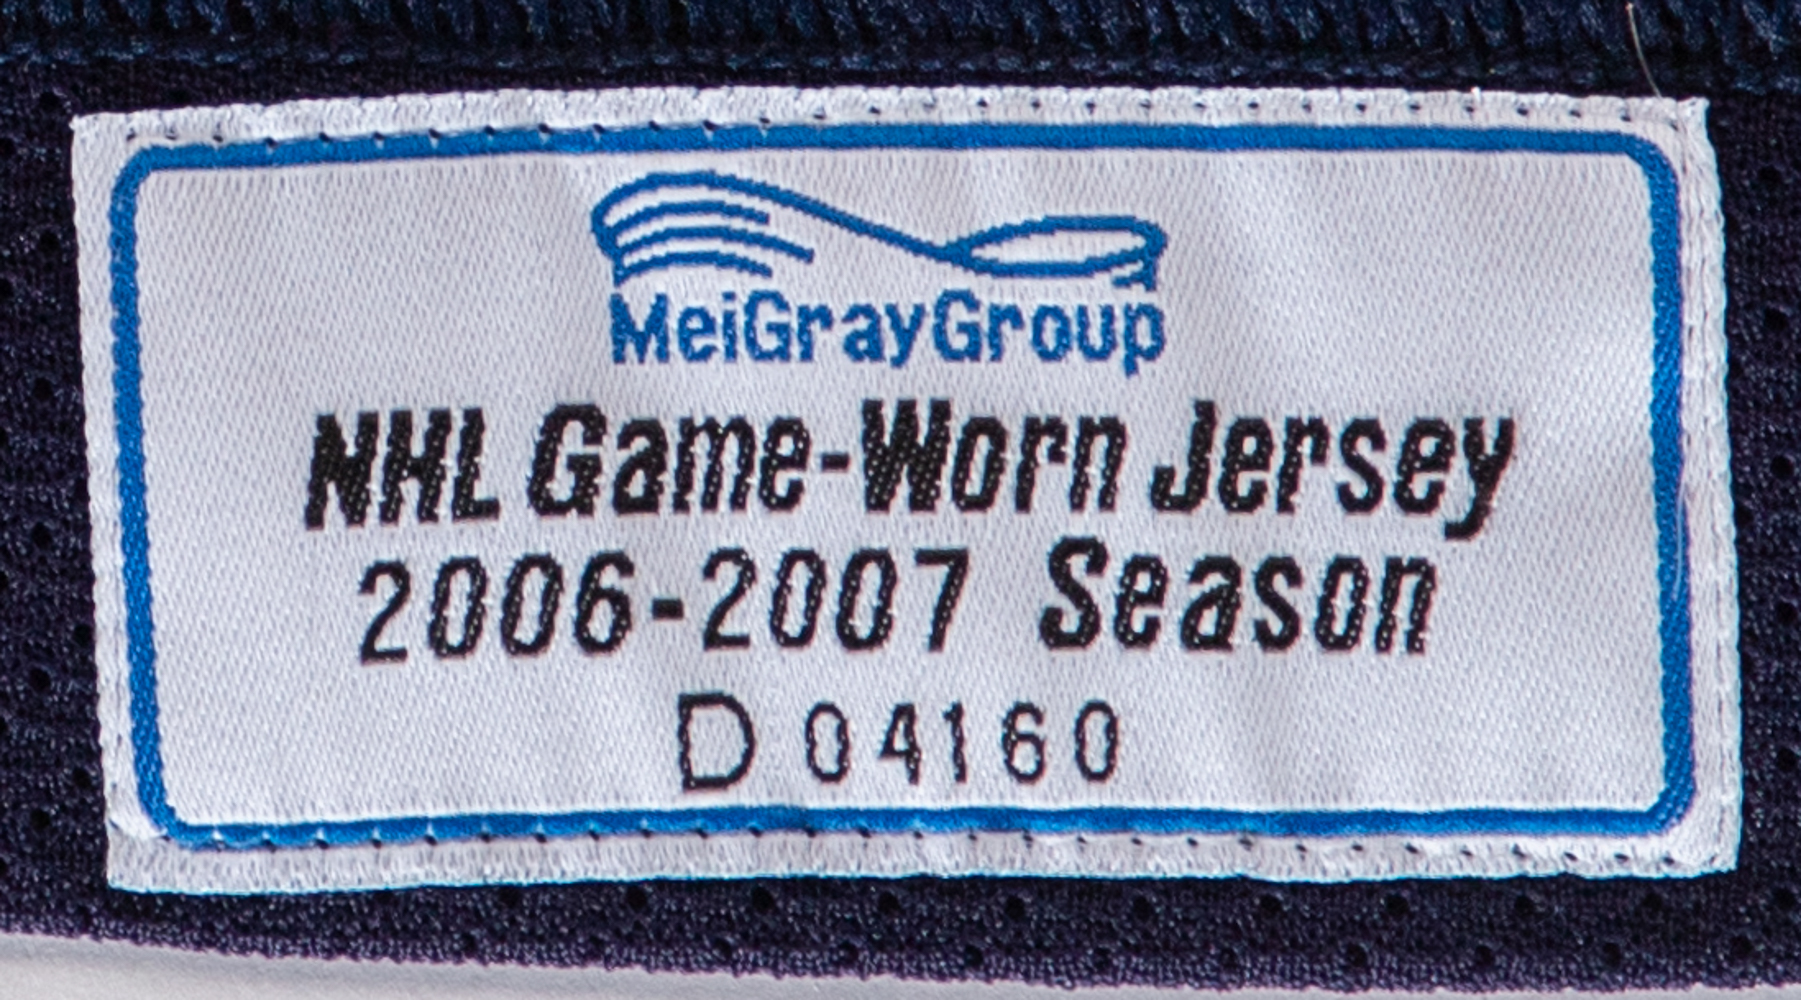 MeiGrayGroup
NHL Game-Worn Jersey
2006-2007 Season
D 04160